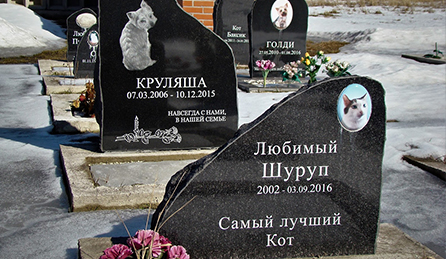 Кот
Баксик
ГОЛДИ
КРУЛЯША
07.03.2006 - 10.12.2015
НАВСЕГДА С НАМИ,
В НАШЕЙ СЕМЬЕ
Любимый
Шуруп
2002 - 03.09.2016
Самый лучший
Кот